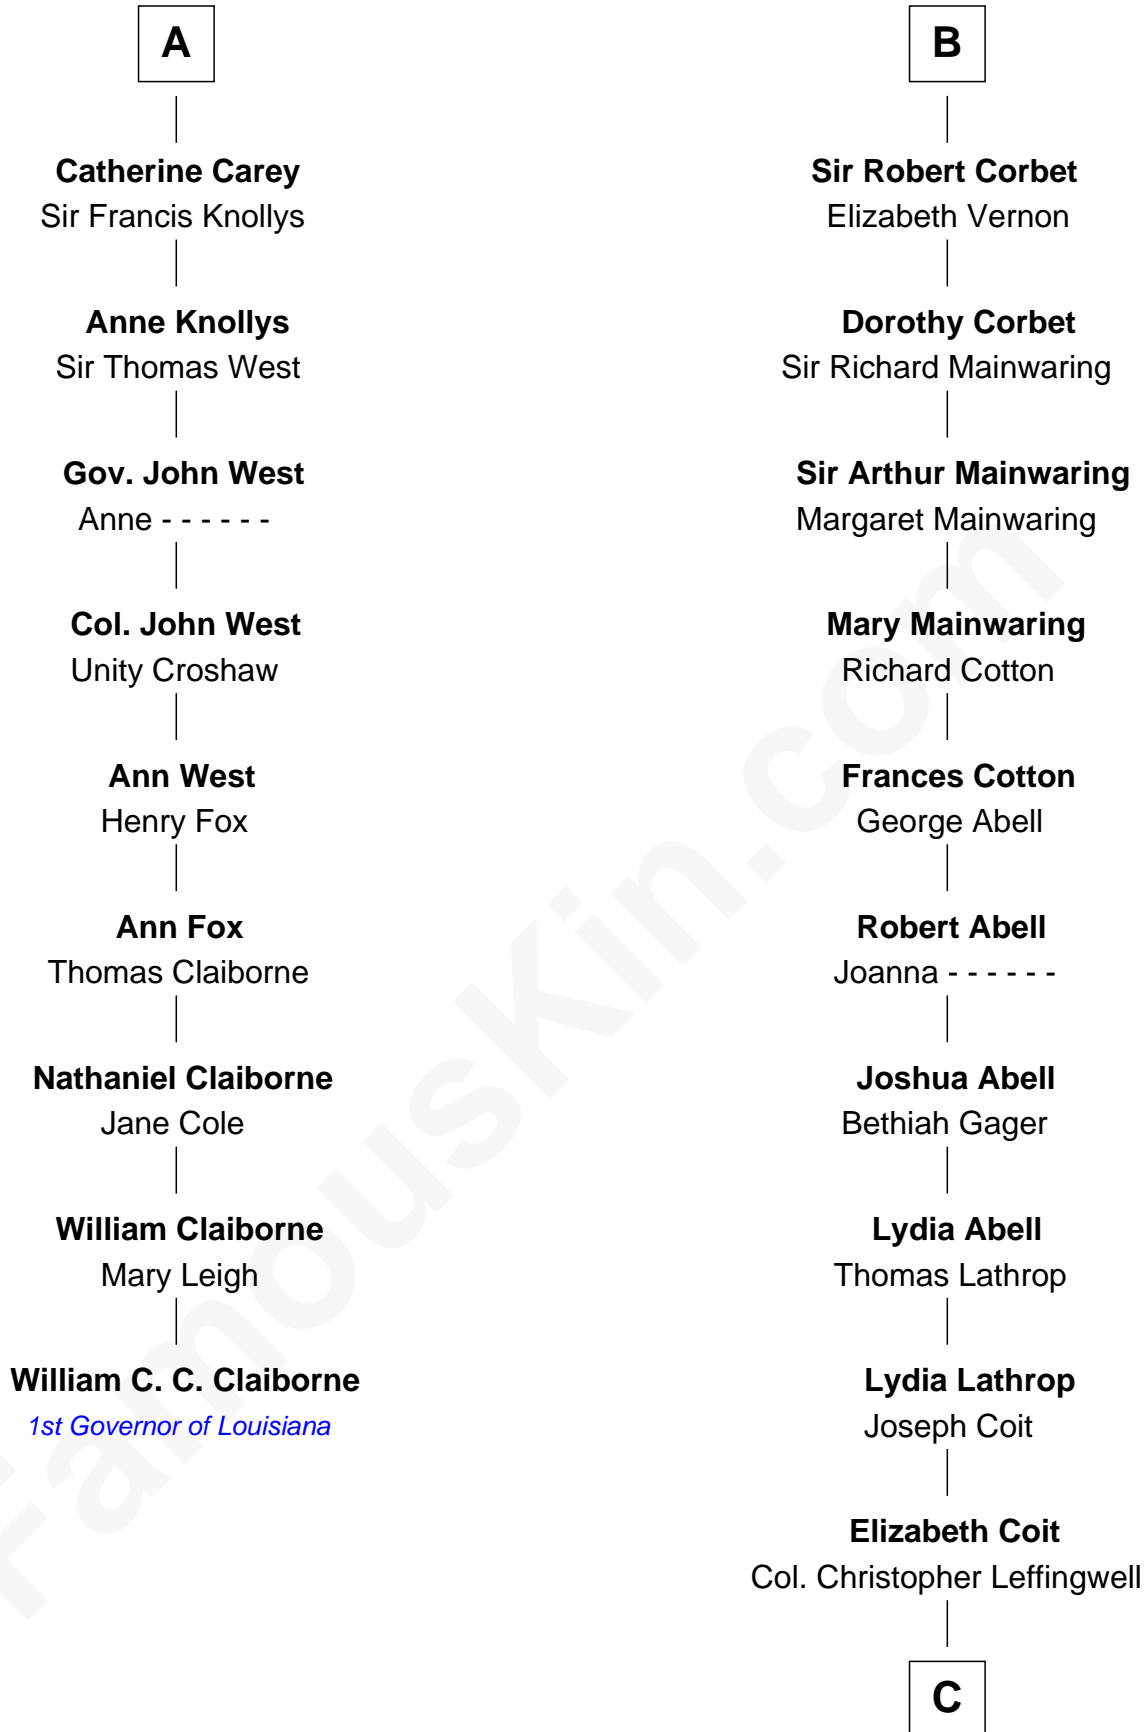 A
Catherine Carey
Sir Francis Knollys
Anne Knollys
Sir Thomas West
Gov. John West
Anne - - - - - -
Col. John West
Unity Croshaw
Ann West
Henry Fox
Ann Fox
Thomas Claiborne
Nathaniel Claiborne
Jane Cole
William Claiborne
Mary Leigh
William C. C. Claiborne
1st Governor of Louisiana
B
Sir Robert Corbet
Elizabeth Vernon
Dorothy Corbet
Sir Richard Mainwaring
Sir Arthur Mainwaring
Margaret Mainwaring
Mary Mainwaring
Richard Cotton
Frances Cotton
George Abell
Robert Abell
Joanna - - - - - -
Joshua Abell
Bethiah Gager
Lydia Abell
Thomas Lathrop
Lydia Lathrop
Joseph Coit
Elizabeth Coit
Col. Christopher Leffingwell
C
FamousKin.com